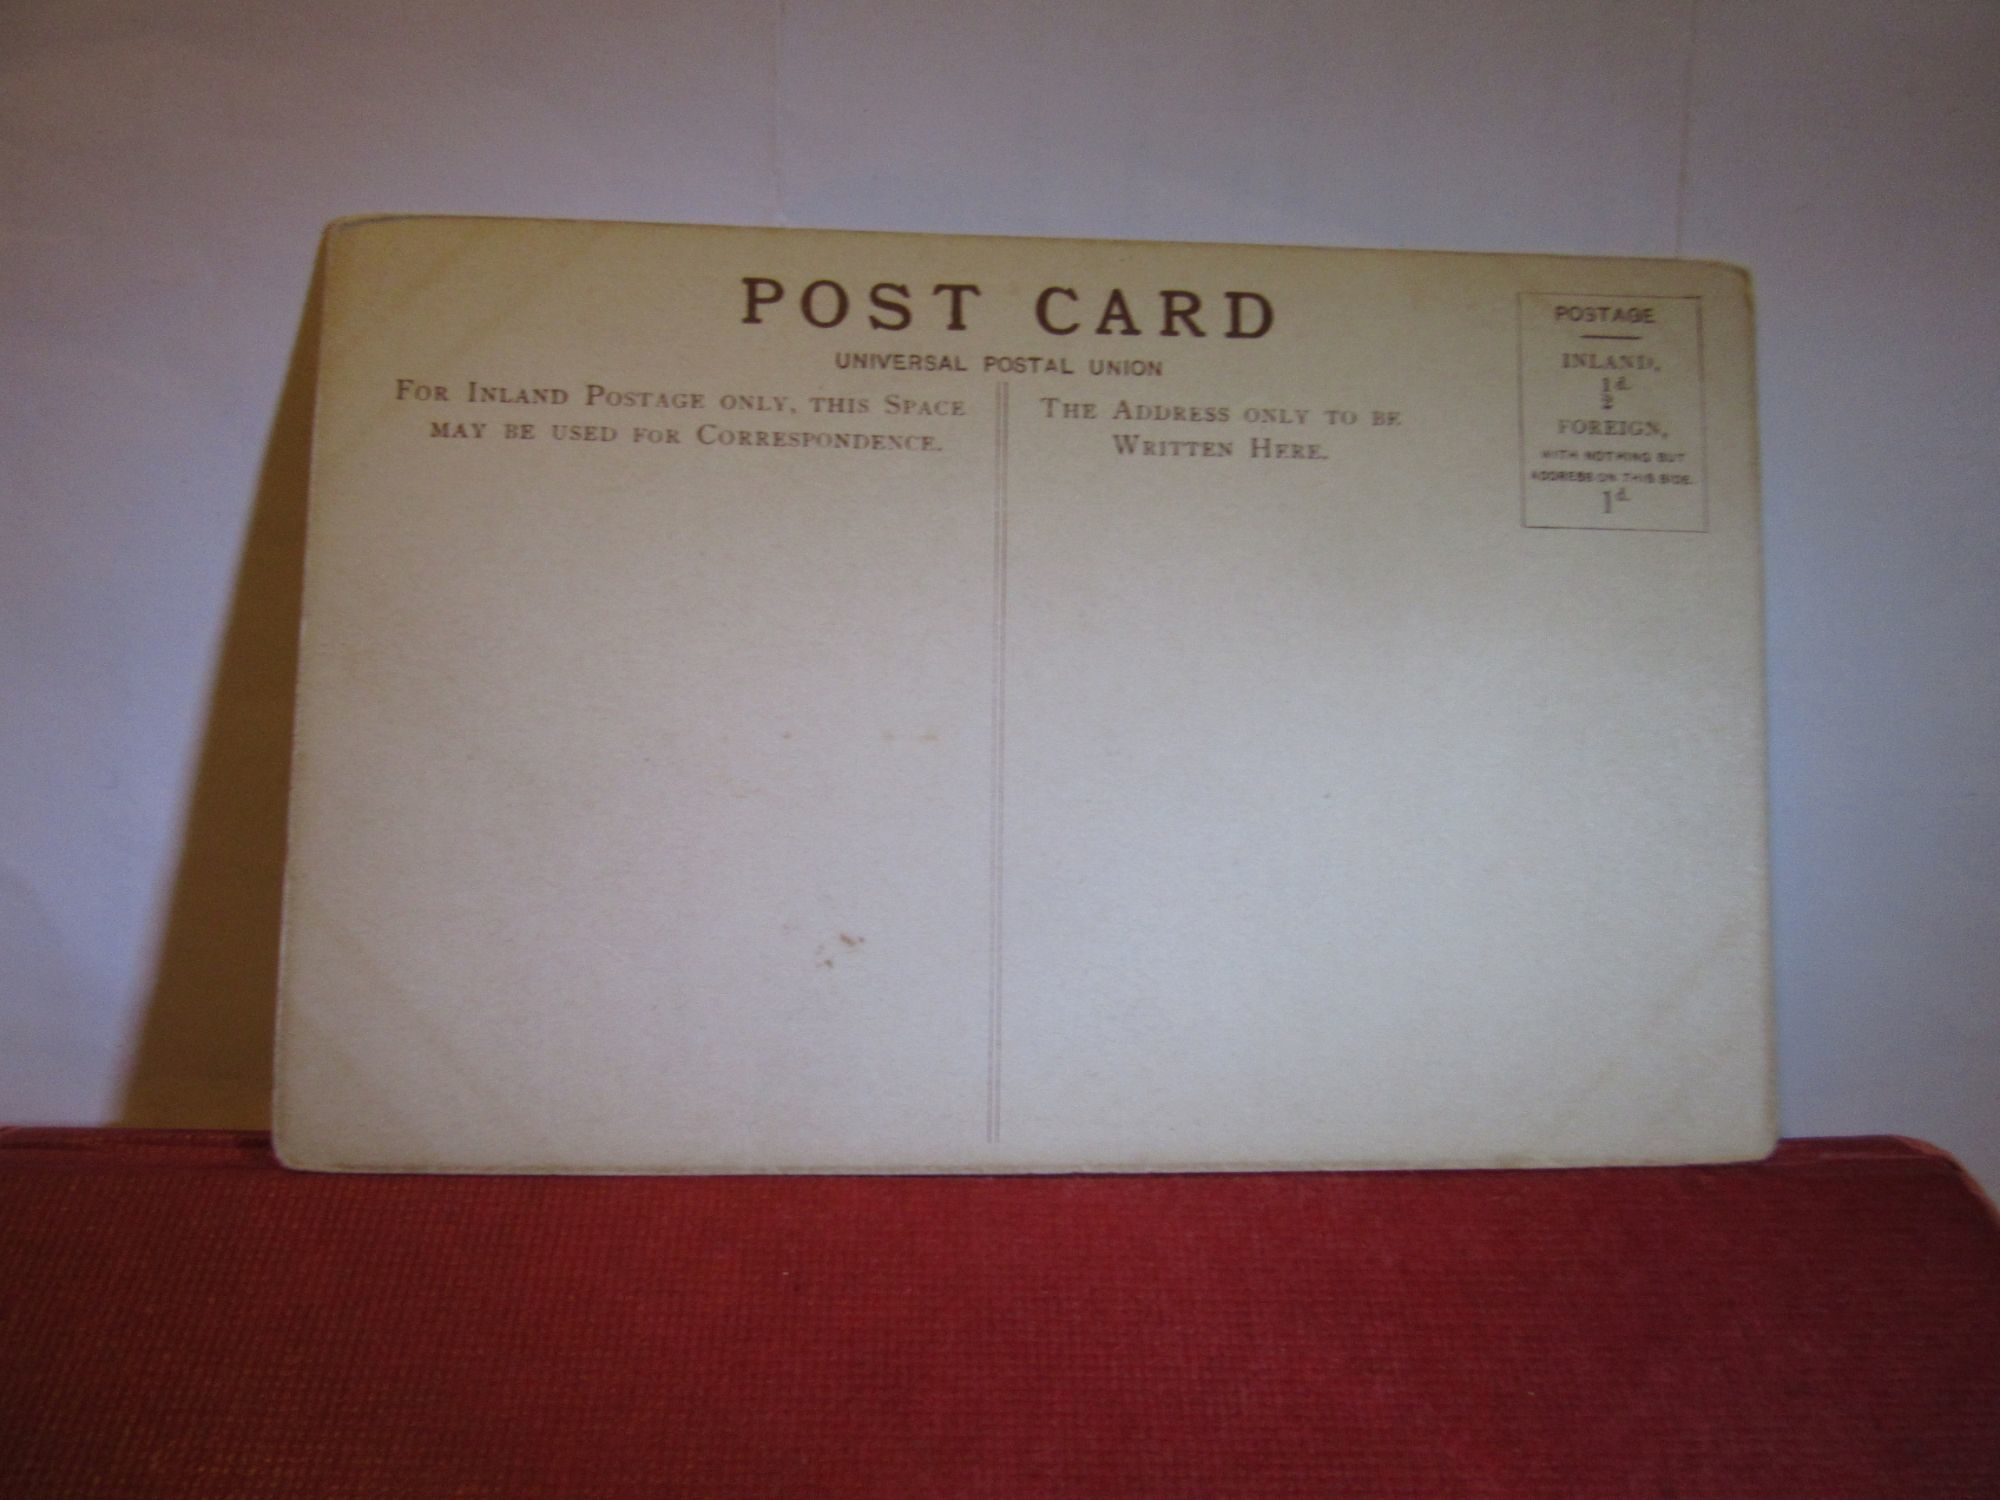 POST CARD
UNIVERSAL POSTAL UNION
FOR INLAND POSTAGE ONLY, THIS SPACE
MAY BE USED FOR CORRESPONDENCE.
THE ADDRESS ONLY TO BE
WRITTEN HERE.
POSTAGE
INLAND,
½d.
FOREIGN,
WITH NOTHING BUT
ADDRESS ON THIS SIDE.
1d.